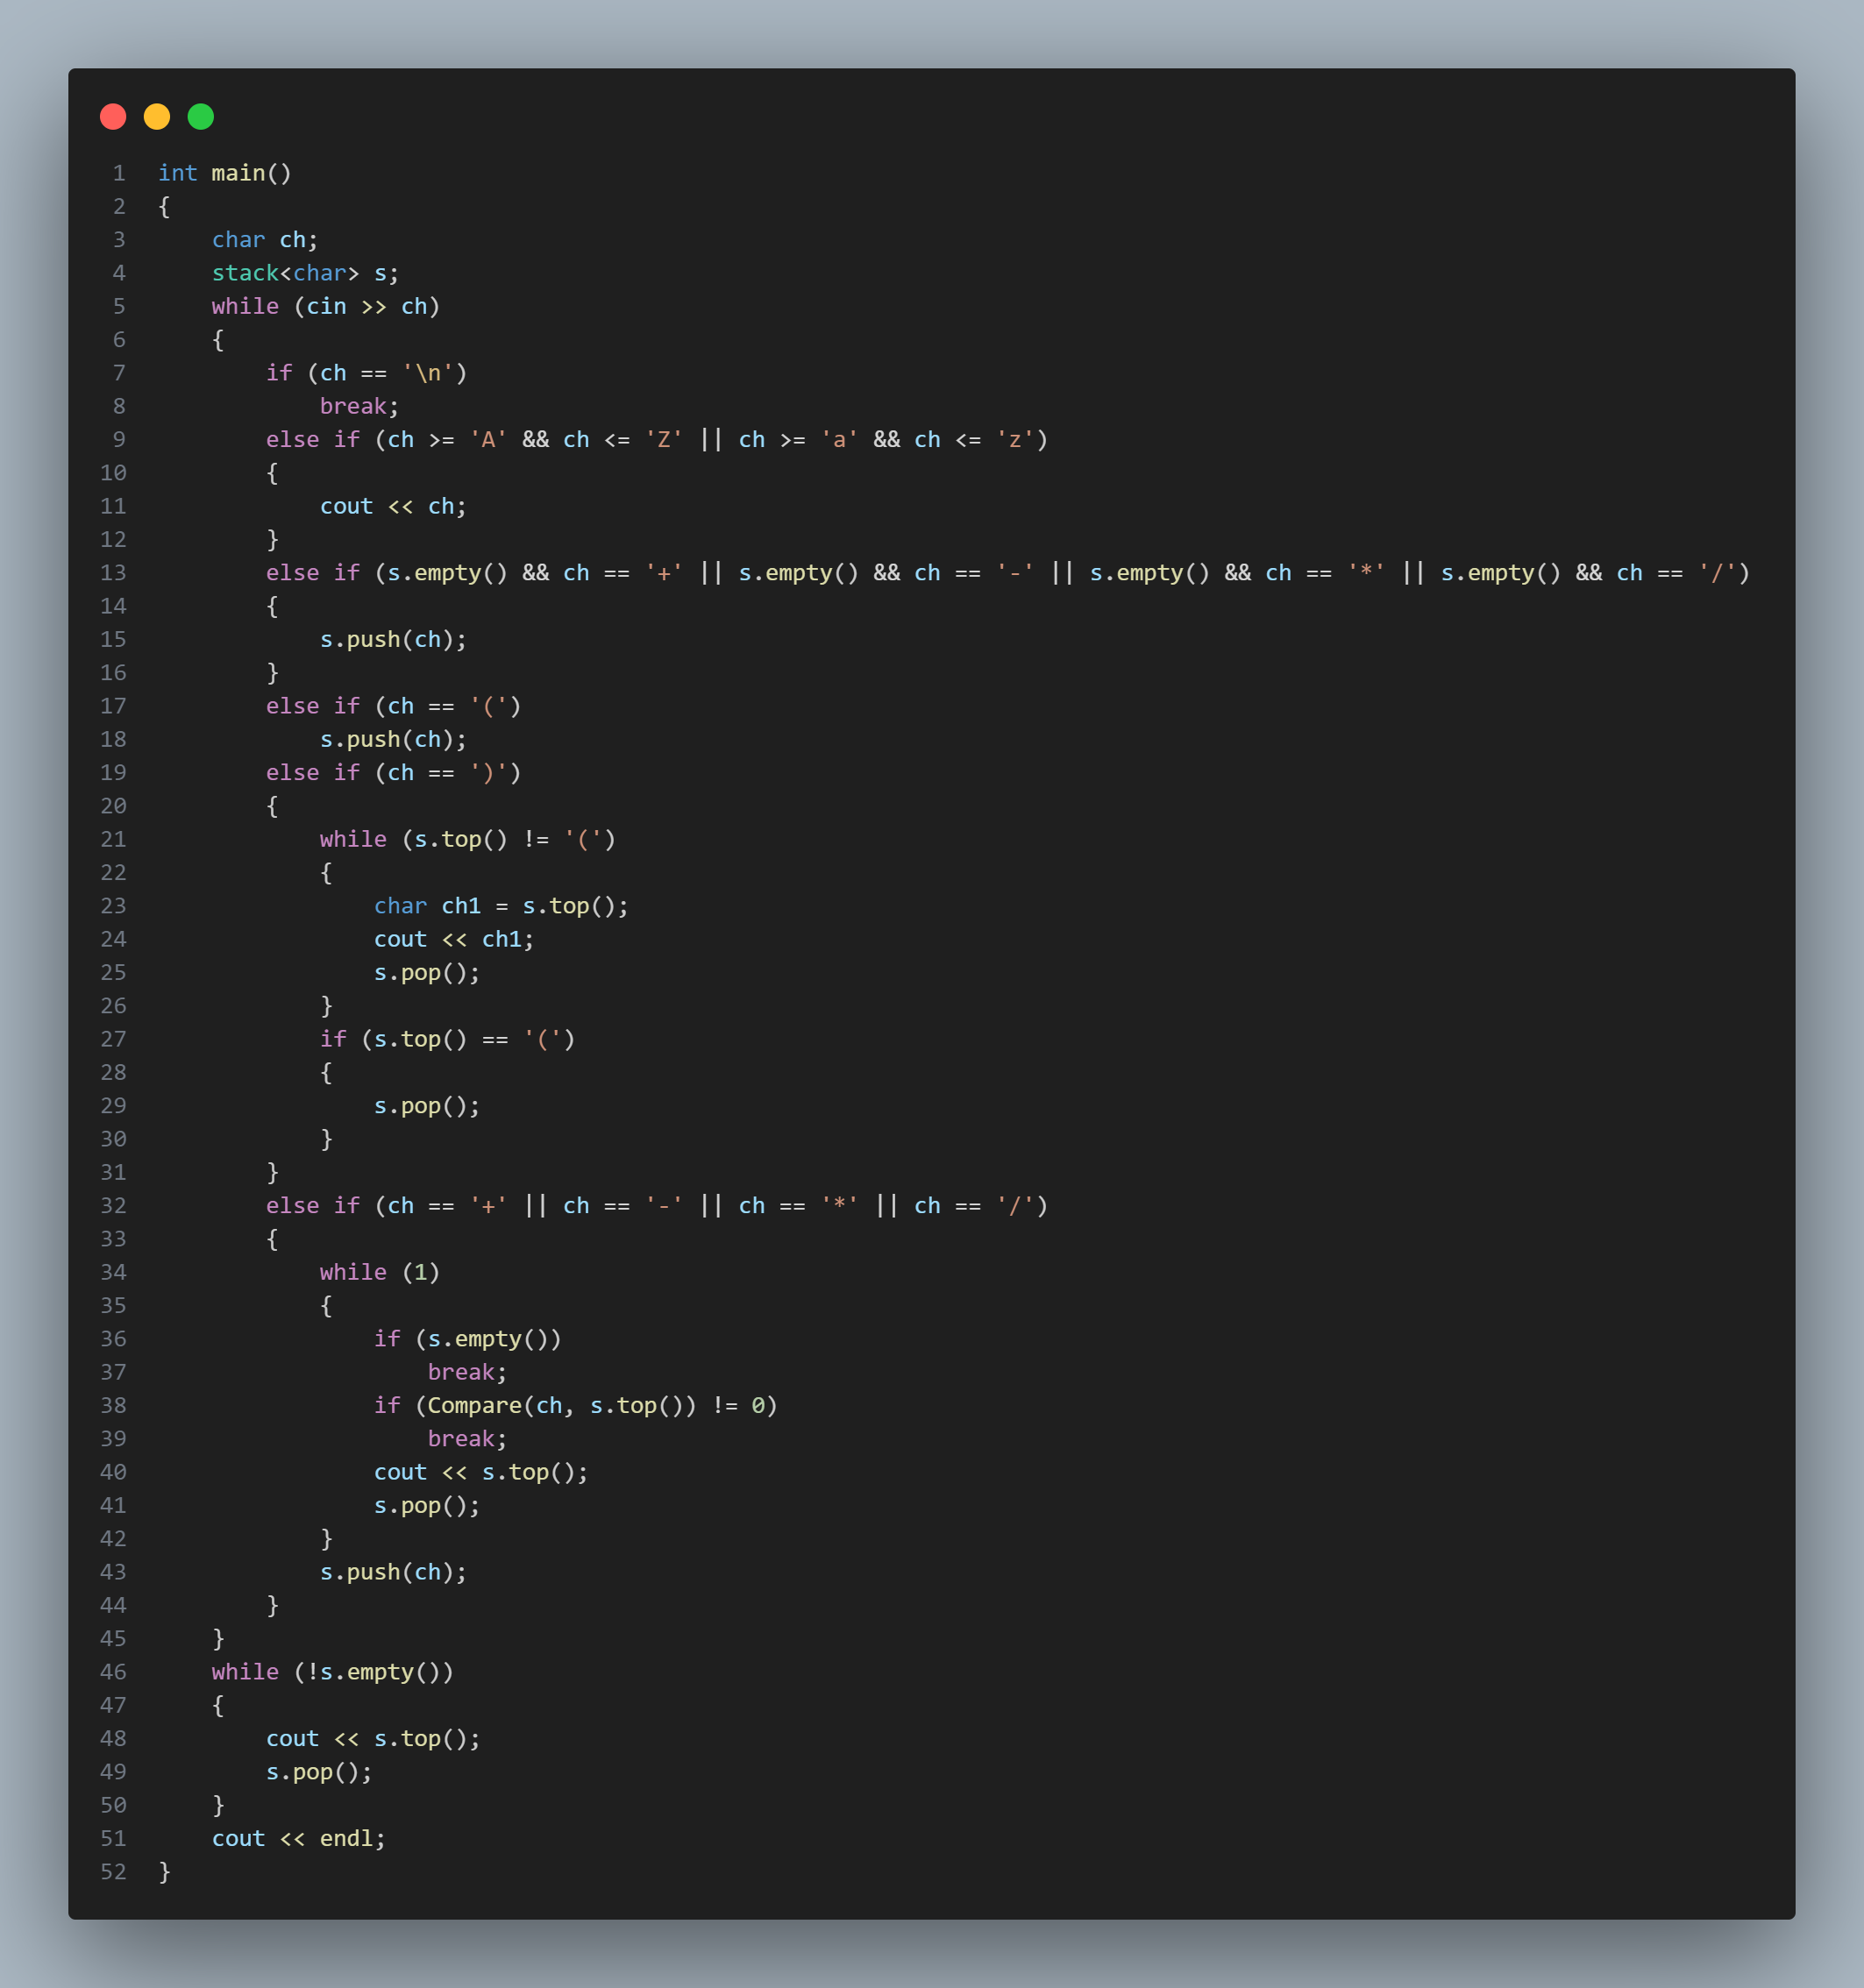 1 int main()
2 {
3     char ch;
4     stack<char> s;
5     while (cin >> ch)
6     {
7         if (ch == '\n')
8             break;
9         else if (ch >= 'A' && ch <= 'Z' || ch >= 'a' && ch <= 'z')
10         {
11             cout << ch;
12         }
13         else if (s.empty() && ch == '+' || s.empty() && ch == '-' || s.empty() && ch == '*' || s.empty() && ch == '/')
14         {
15             s.push(ch);
16         }
17         else if (ch == '(')
18             s.push(ch);
19         else if (ch == ')')
20         {
21             while (s.top() != '(')
22             {
23                 char ch1 = s.top();
24                 cout << ch1;
25                 s.pop();
26             }
27             if (s.top() == '(')
28             {
29                 s.pop();
30             }
31         }
32         else if (ch == '+' || ch == '-' || ch == '*' || ch == '/')
33         {
34             while (1)
35             {
36                 if (s.empty())
37                     break;
38                 if (Compare(ch, s.top()) != 0)
39                     break;
40                 cout << s.top();
41                 s.pop();
42             }
43             s.push(ch);
44         }
45     }
46     while (!s.empty())
47     {
48         cout << s.top();
49         s.pop();
50     }
51     cout << endl;
52 }